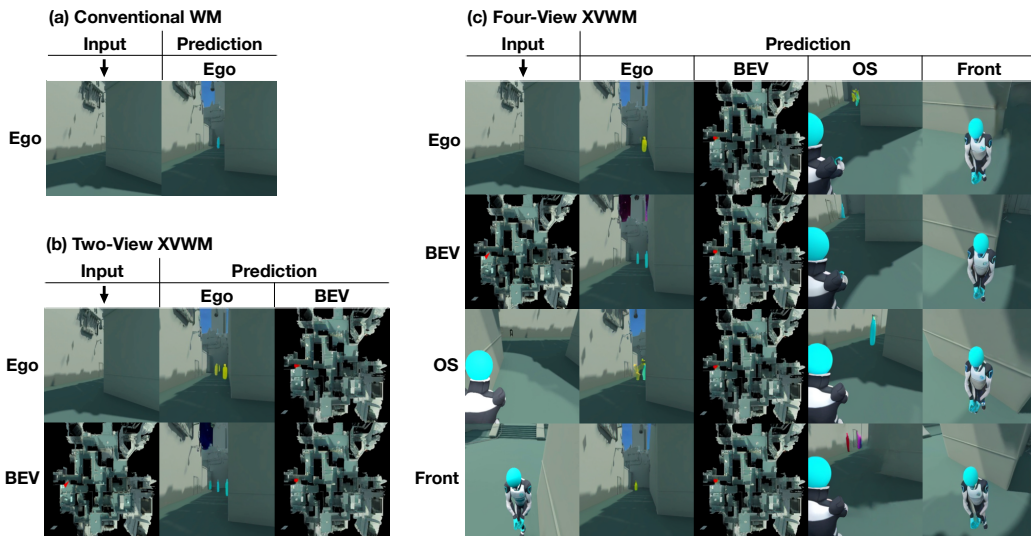 (a) Conventional WM
Input Prediction
Ego
Ego
(b) Two-View XVWM
Input Prediction
Ego BEV
Ego
BEV
(c) Four-View XVWM
Input Prediction
Ego BEV OS Front
Ego
BEV
OS
Front